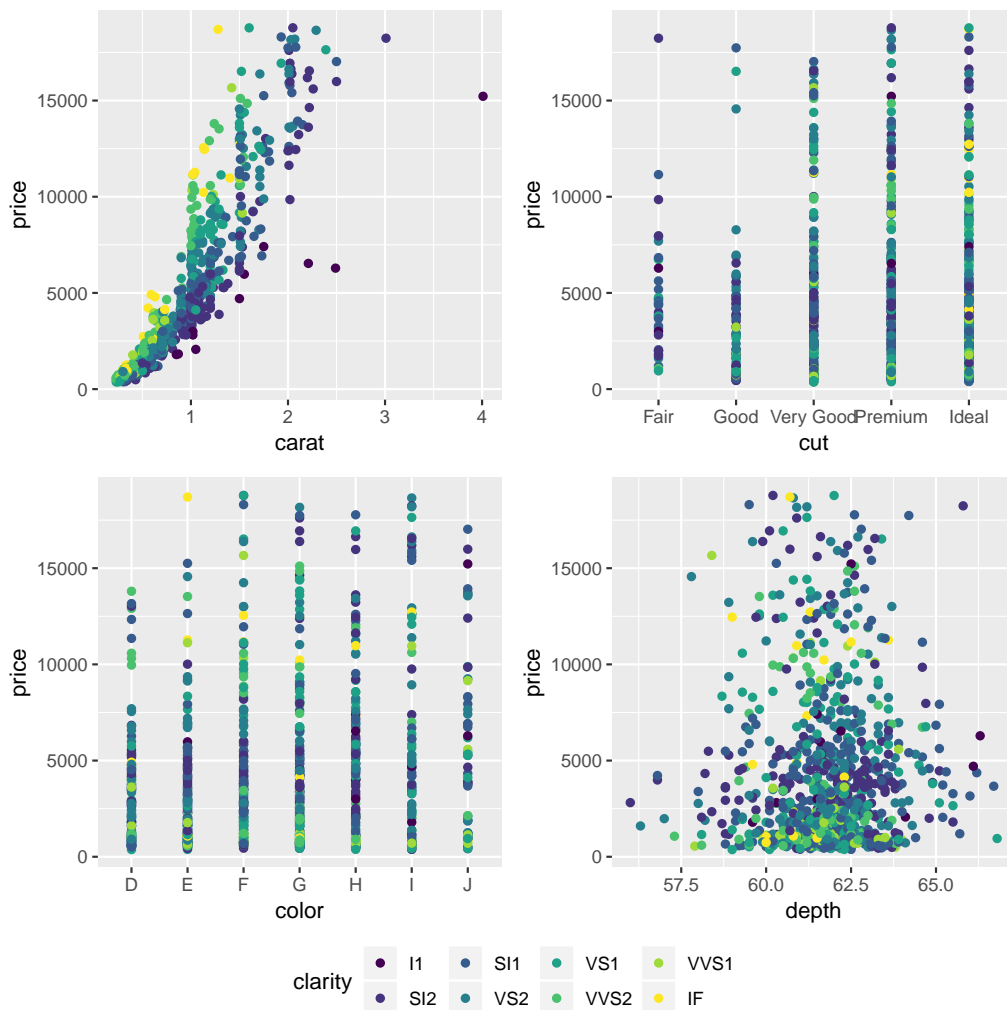 price
15000
10000
5000
0
1 2 3 4
carat
price
15000
10000
5000
0
Fair Good Very Good Premium Ideal
cut
price
15000
10000
5000
0
D E F G H I J
color
price
15000
10000
5000
0
57.5 60.0 62.5 65.0
depth
clarity
I1 SI1 VS1 VVS1
SI2 VS2 VVS2 IF